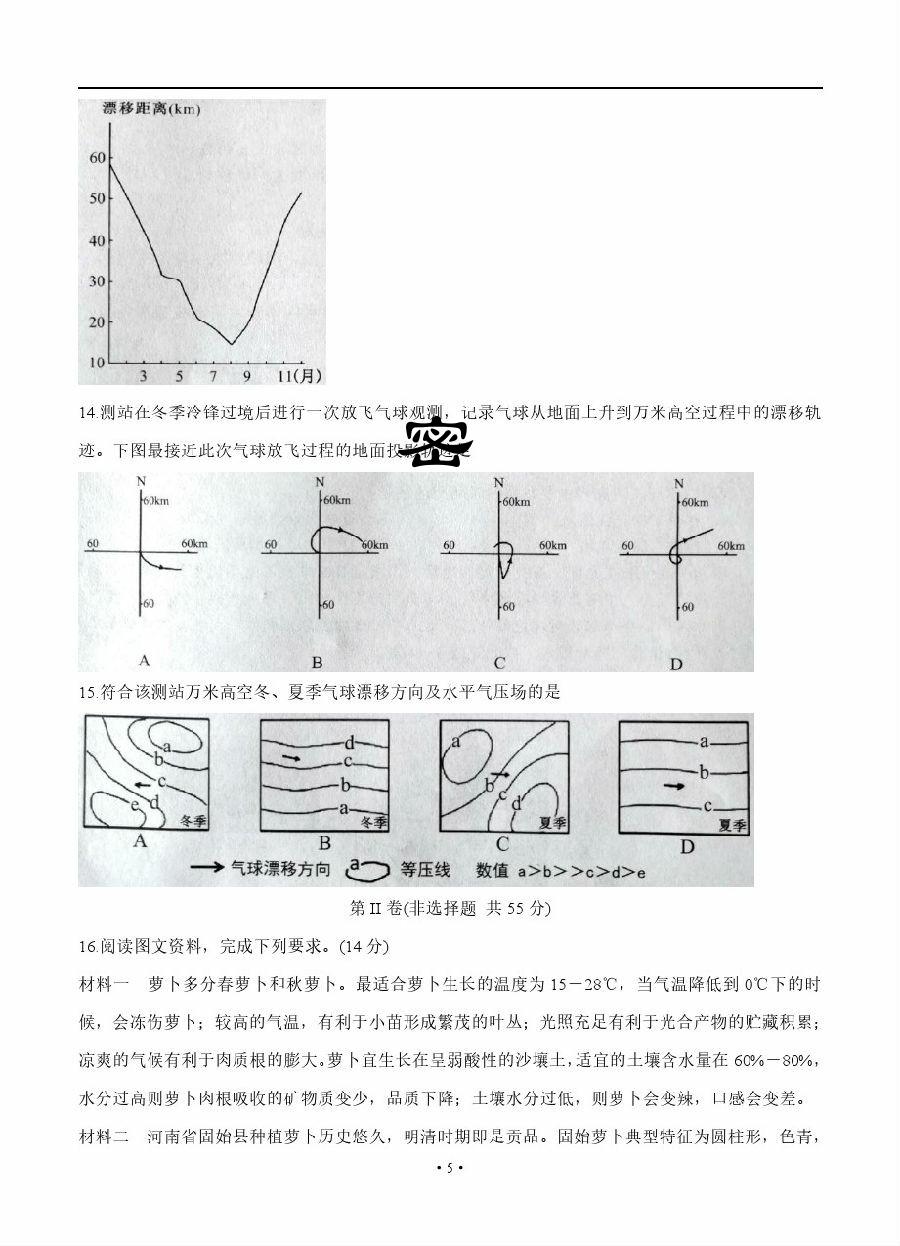 漂移距离(km)
60
50
40
30
20
10
3 5 7 9 11(月)
14.测站在冬季冷锋过境后进行一次放飞气球观测，记录气球从地面上升到万米高空过程中的漂移轨
迹。下图最接近此次气球放飞过程的地面投影
密
N N N N
60km 60km 60km 60km
60 60km 60 60km 60 60km 60 60km
60 60 60 60
A B C D
15.符合该测站万米高空冬、夏季气球漂移方向及水平气压场的是
a b c d e 冬季
d c b a 冬季
a b c d 夏季
a b c 夏季
A B C D
气球漂移方向 a 等压线 数值 a>b>>c>d>e
第 II 卷(非选择题 共 55 分)
16.阅读图文资料，完成下列要求。(14 分)
材料一 萝卜多分春萝卜和秋萝卜。最适合萝卜生长的温度为 15－28℃，当气温降低到 0℃下的时
候，会冻伤萝卜；较高的气温，有利于小苗形成繁茂的叶丛；光照充足有利于光合产物的贮藏积累；
凉爽的气候有利于肉质根的膨大。萝卜宜生长在呈弱酸性的沙壤土，适宜的土壤含水量在 60%－80%，
水分过高则萝卜肉根吸收的矿物质变少，品质下降；土壤水分过低，则萝卜会变辣，口感会变差。
材料二 河南省固始县种植萝卜历史悠久，明清时期即是贡品。固始萝卜典型特征为圆柱形，色青，
·5·